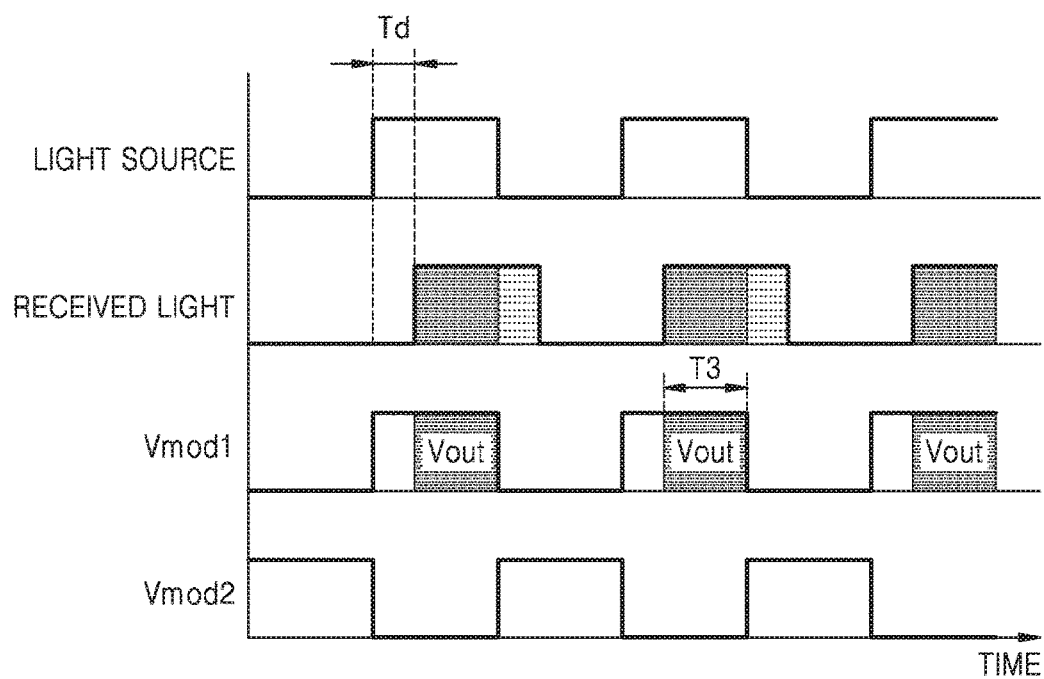 Td
LIGHT SOURCE
RECEIVED LIGHT
T3
Vmod1
Vout
Vout
Vout
Vmod2
TIME